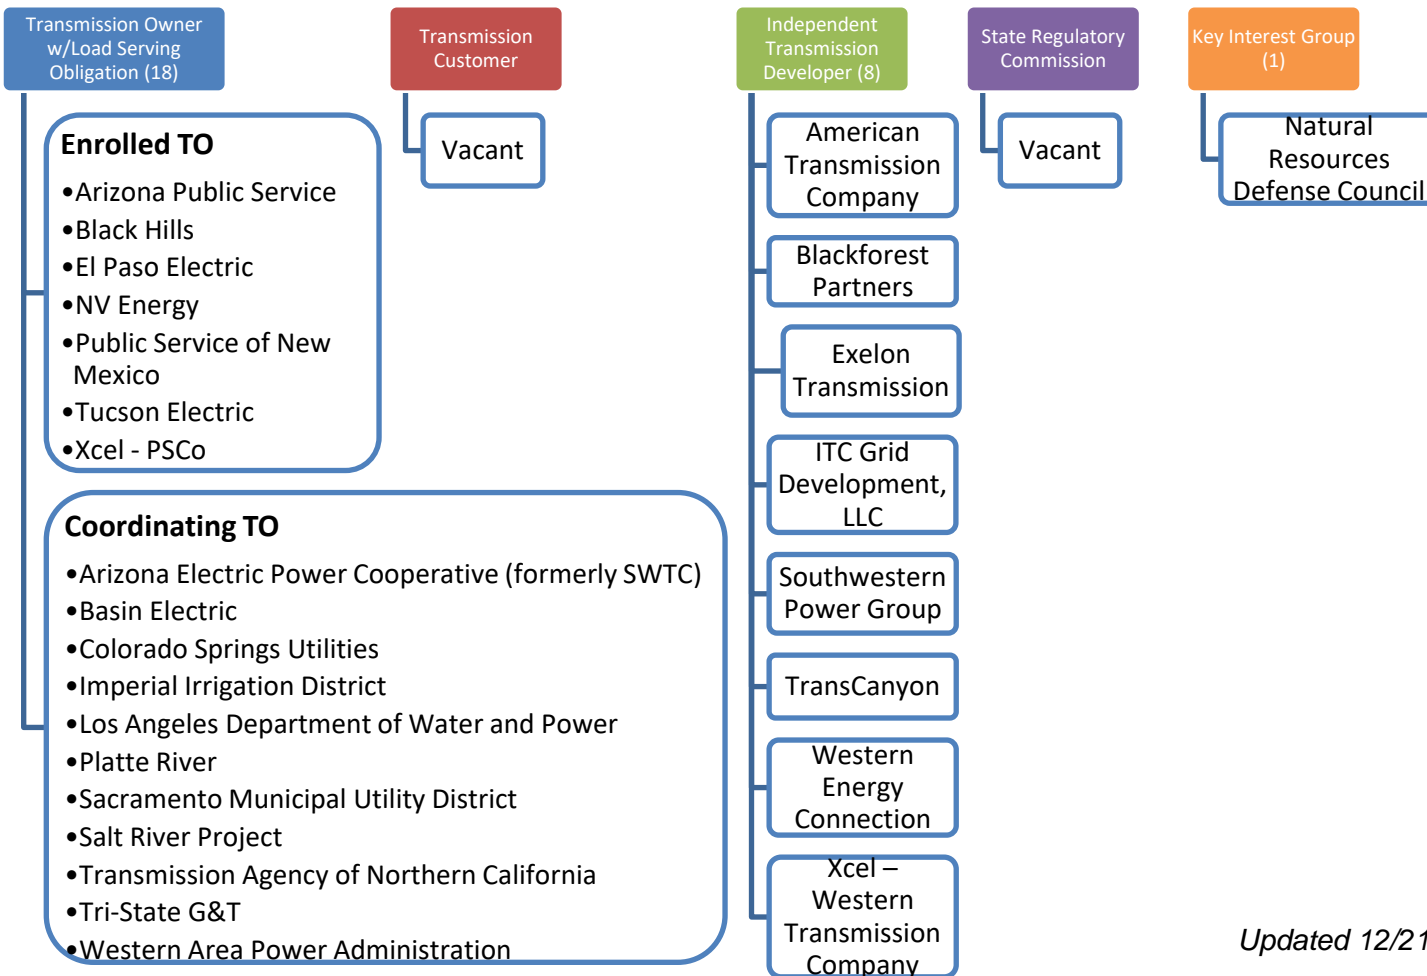 Transmission Owner
w/Load Serving
Obligation (18)
Enrolled TO
•Arizona Public Service
•Black Hills
•El Paso Electric
•NV Energy
•Public Service of New
Mexico
•Tucson Electric
•Xcel - PSCo
Coordinating TO
•Arizona Electric Power Cooperative (formerly SWTC)
•Basin Electric
•Colorado Springs Utilities
•Imperial Irrigation District
•Los Angeles Department of Water and Power
•Platte River
•Sacramento Municipal Utility District
•Salt River Project
•Transmission Agency of Northern California
•Tri-State G&T
•Western Area Power Administration
Transmission
Customer
Vacant
Independent
Transmission
Developer (8)
American
Transmission
Company
Blackforest
Partners
Exelon
Transmission
ITC Grid
Development,
LLC
Southwestern
Power Group
TransCanyon
Western
Energy
Connection
Xcel –
Western
Transmission
Company
State Regulatory
Commission
Vacant
Key Interest Group
(1)
Natural
Resources
Defense Council
Updated 12/21